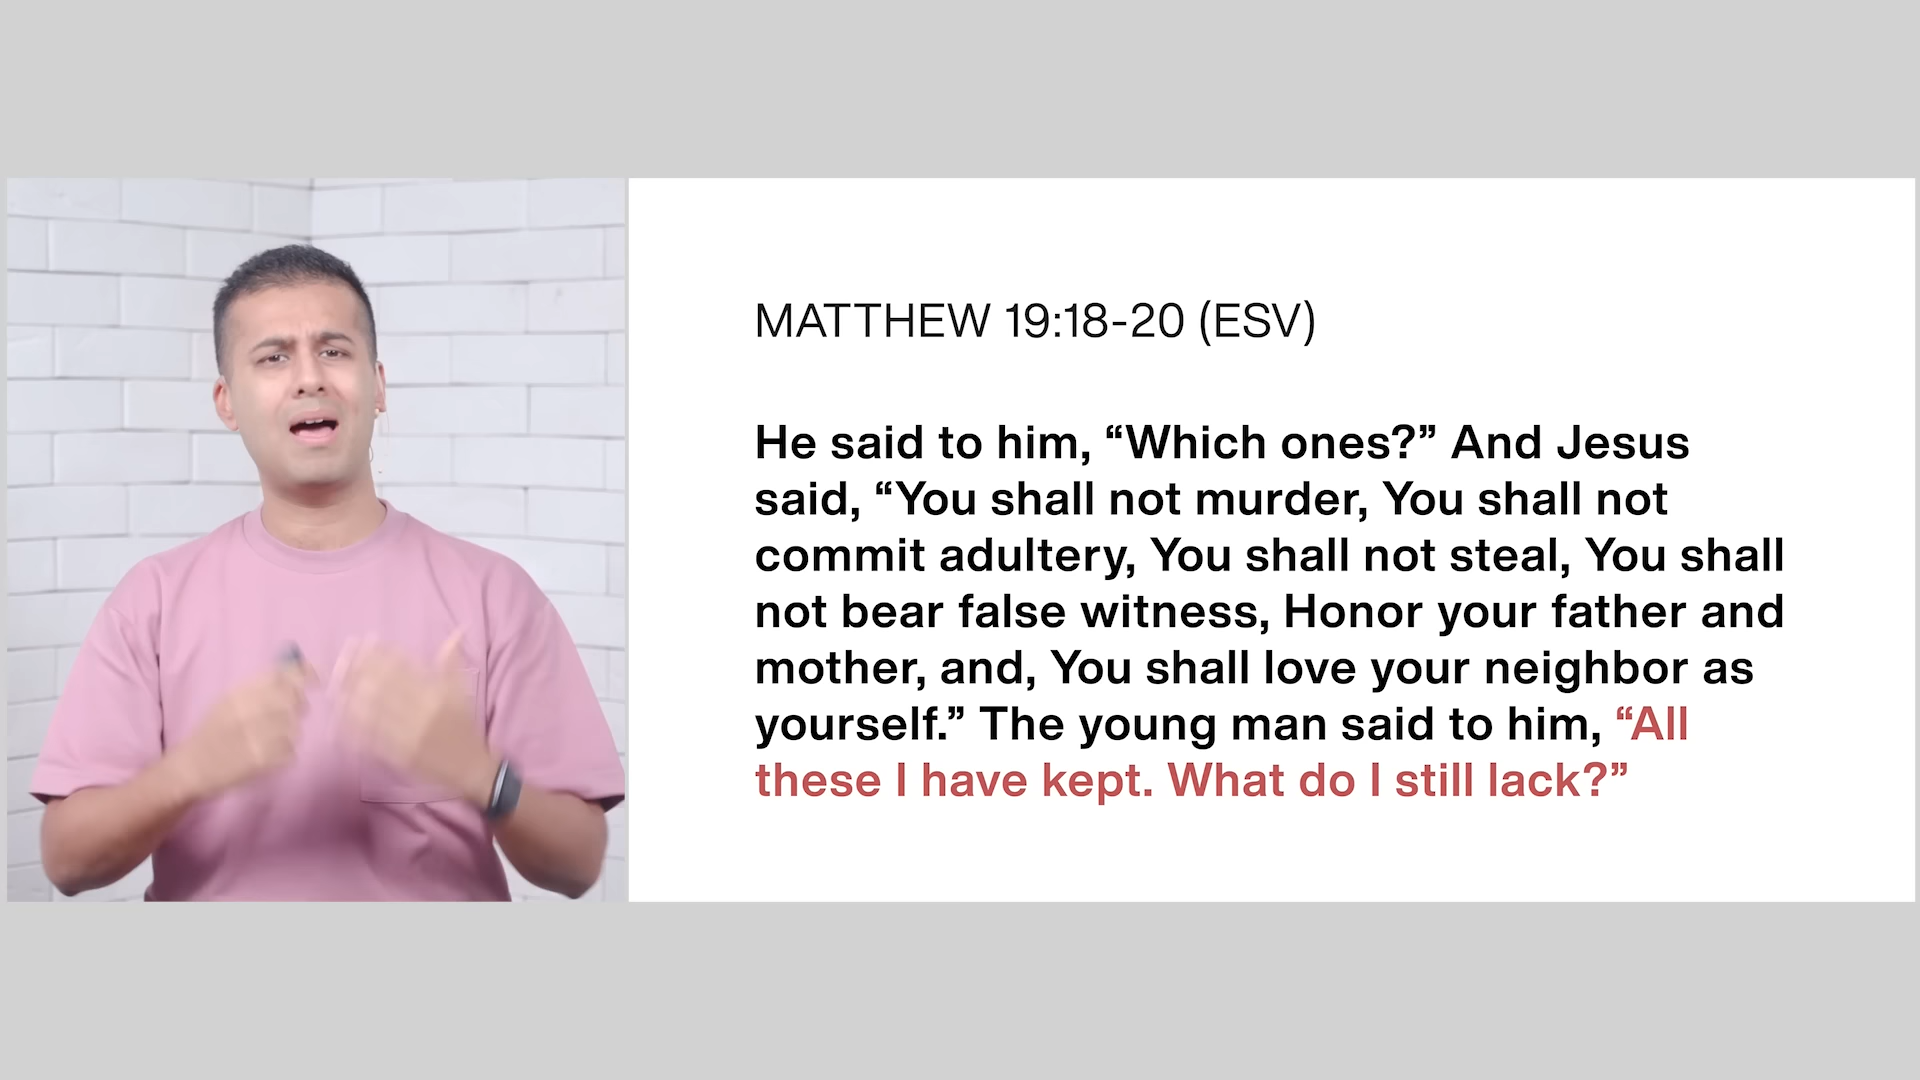 MATTHEW 19:18-20 (ESV)
He said to him, “Which ones?” And Jesus
said, “You shall not murder, You shall not
commit adultery, You shall not steal, You shall
not bear false witness, Honor your father and
mother, and, You shall love your neighbor as
yourself.” The young man said to him, “All
these I have kept. What do I still lack?”